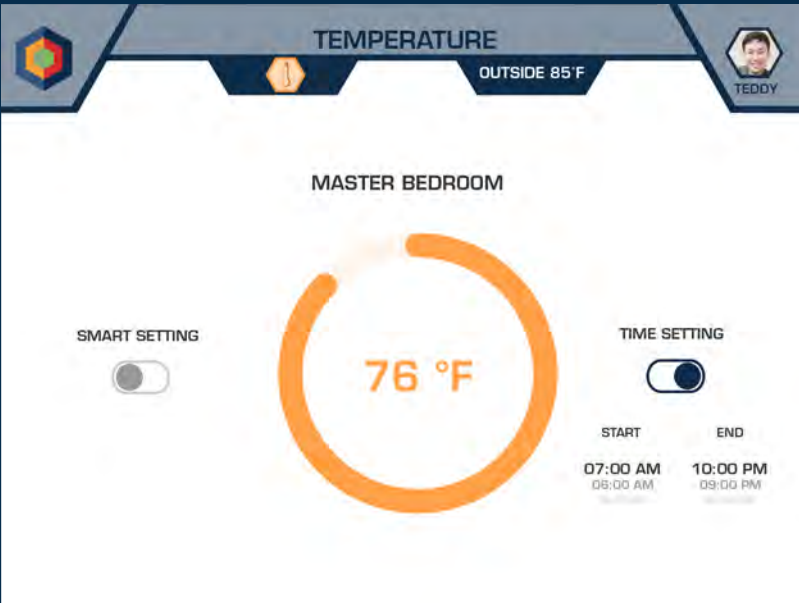 TEMPERATURE
OUTSIDE 85°F
TEDDY
MASTER BEDROOM
SMART SETTING
76 °F
TIME SETTING
START END
07:00 AM 10:00 PM
06:00 AM 09:00 PM